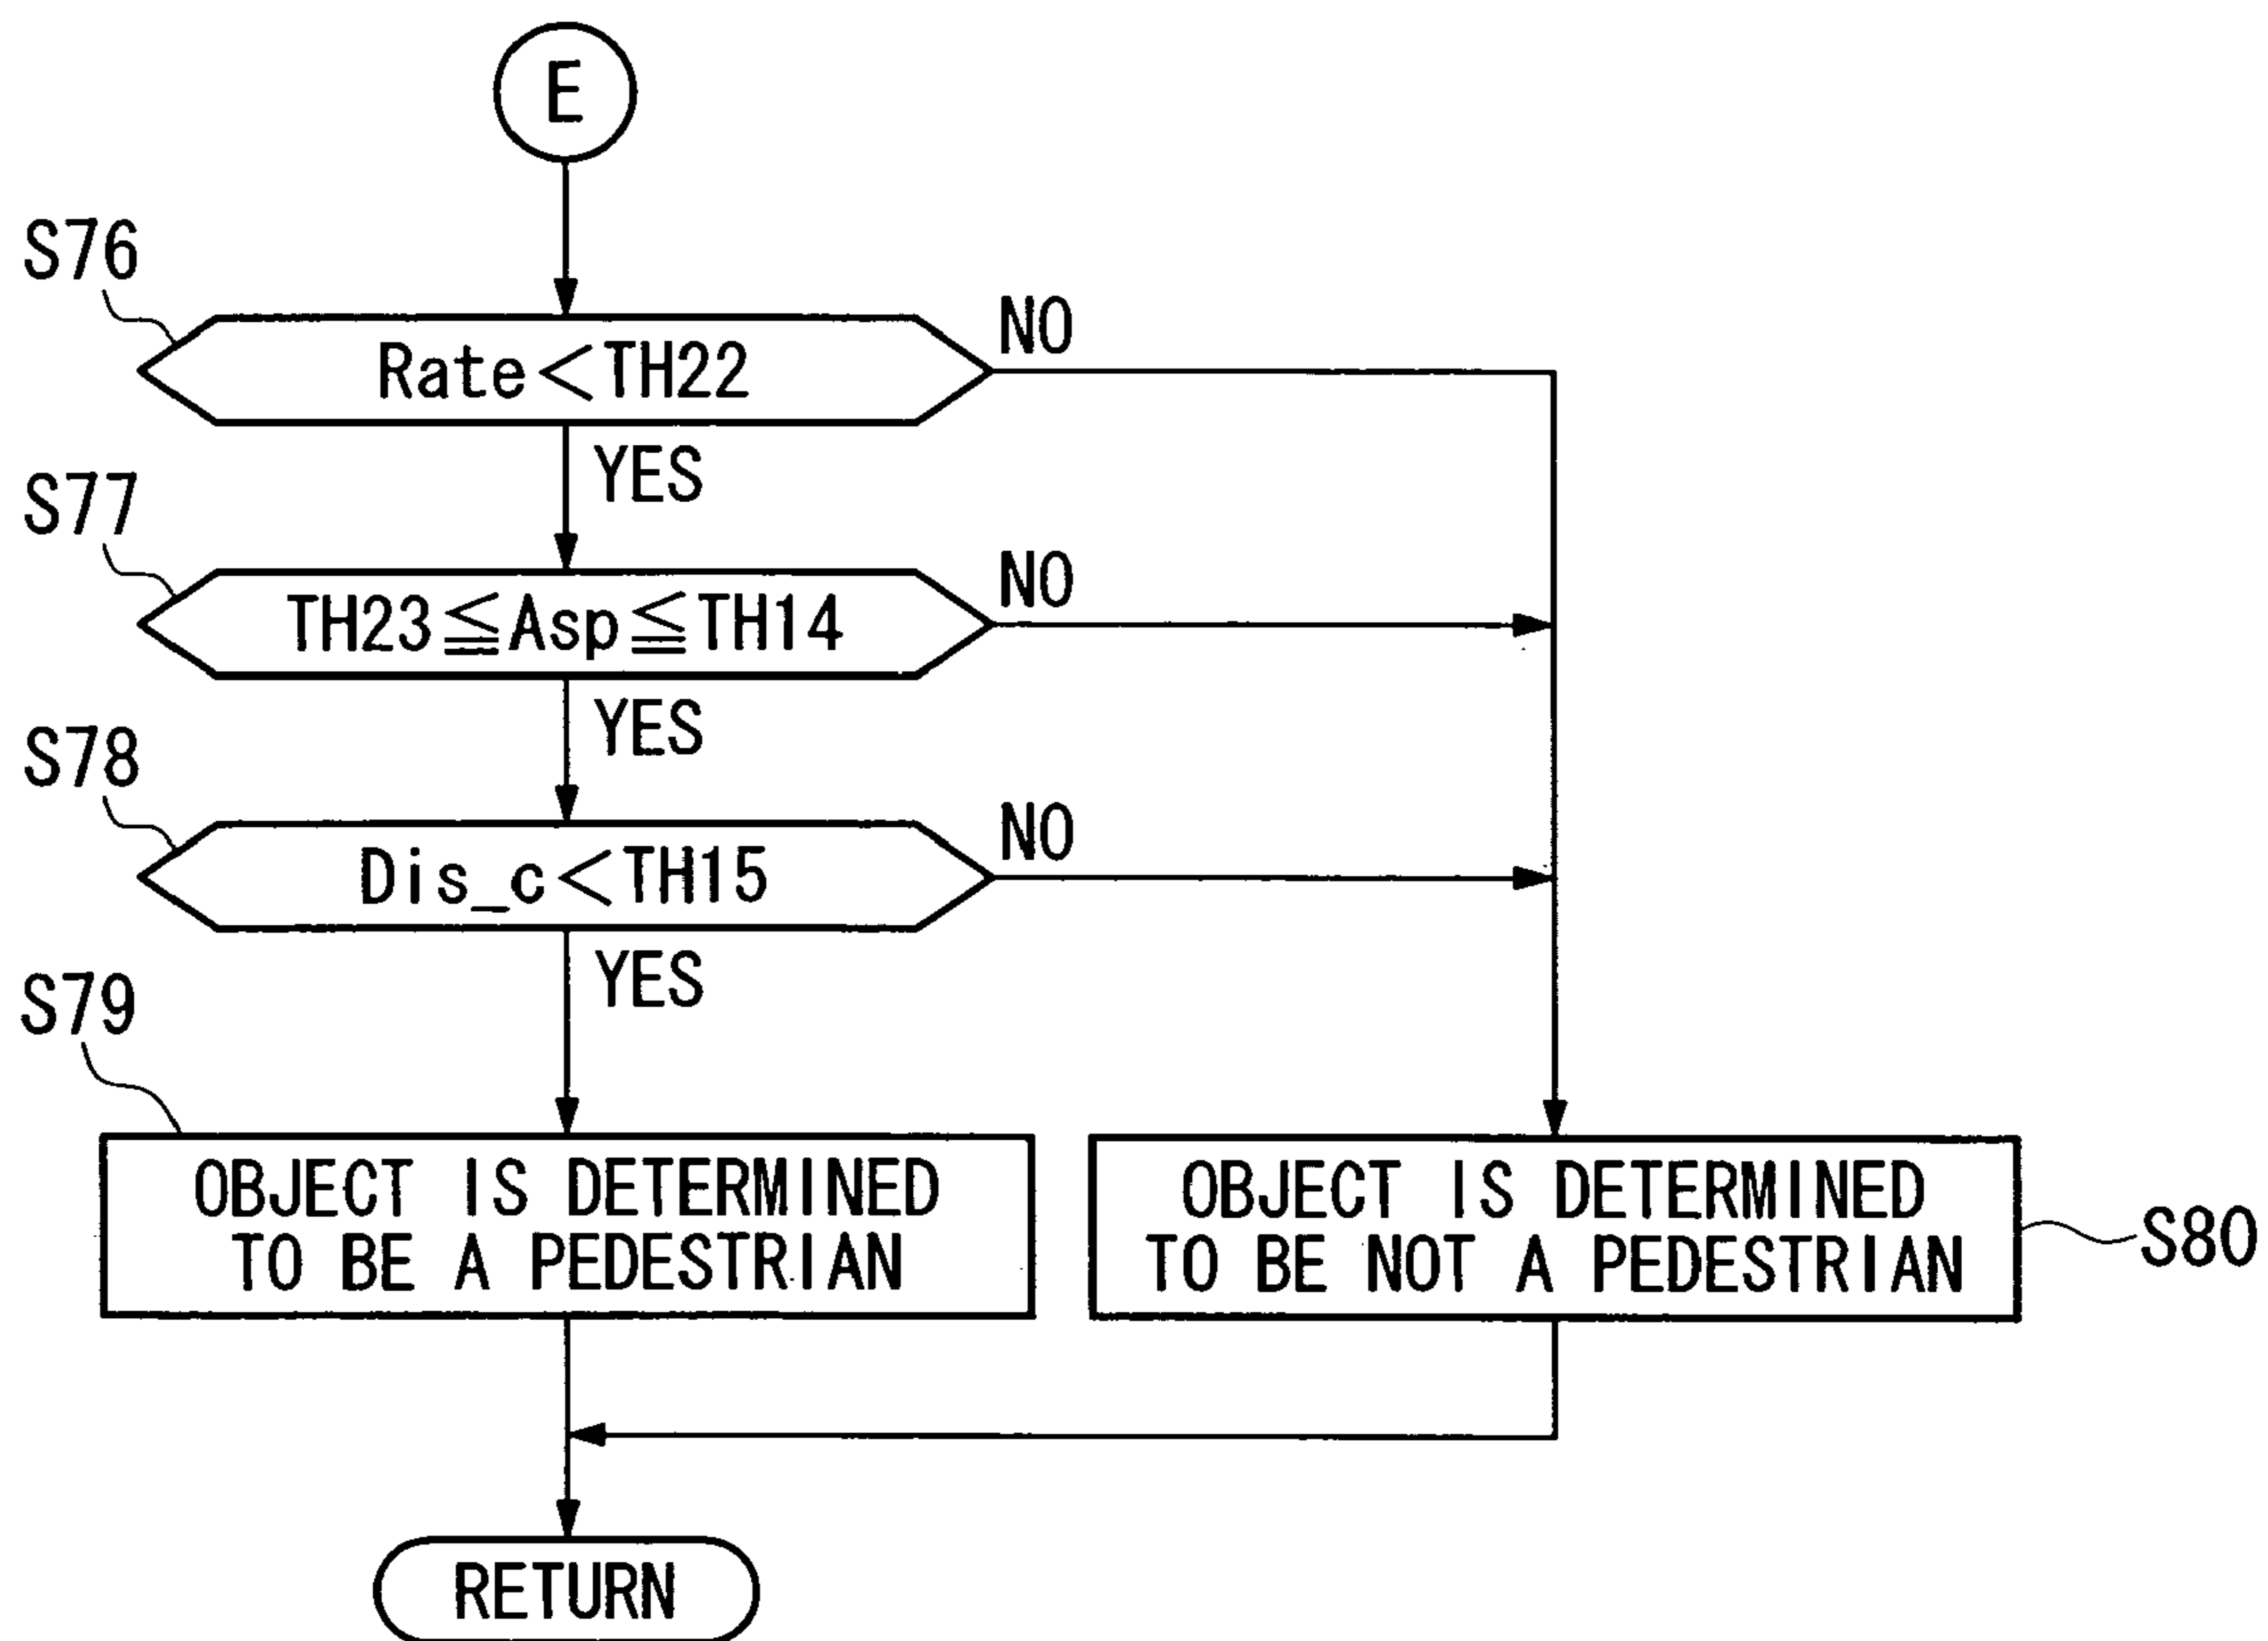 E
S76
Rate<TH22
NO
YES
S77
TH23≦Asp≦TH14
NO
YES
S78
Dis_c<TH15
NO
YES
S79
OBJECT IS DETERMINED
TO BE A PEDESTRIAN
OBJECT IS DETERMINED
TO BE NOT A PEDESTRIAN
S80
RETURN